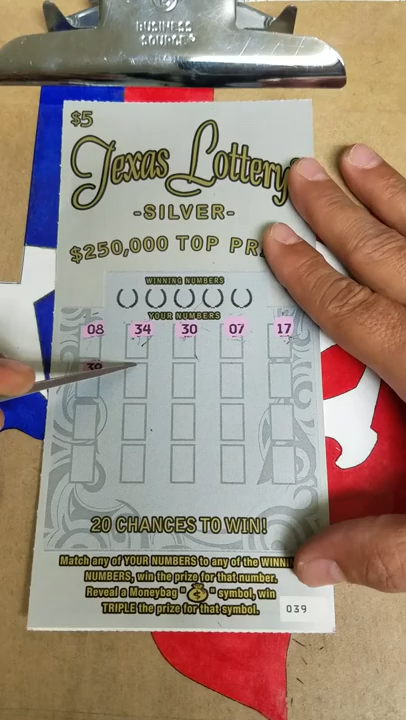 BUSINESS
SOURCE
$5
Texas Lottery
-SILVER-
$250,000 TOP
WINNING NUMBERS
YOUR NUMBERS
08 34 30 07 17
39
20 CHANCES TO WIN!
Match any of YOUR NUMBERS to any of the
NUMBERS, win the prize for that number.
Reveal a Moneybag " $ " symbol, win
TRIPLE the prize for that symbol.
039